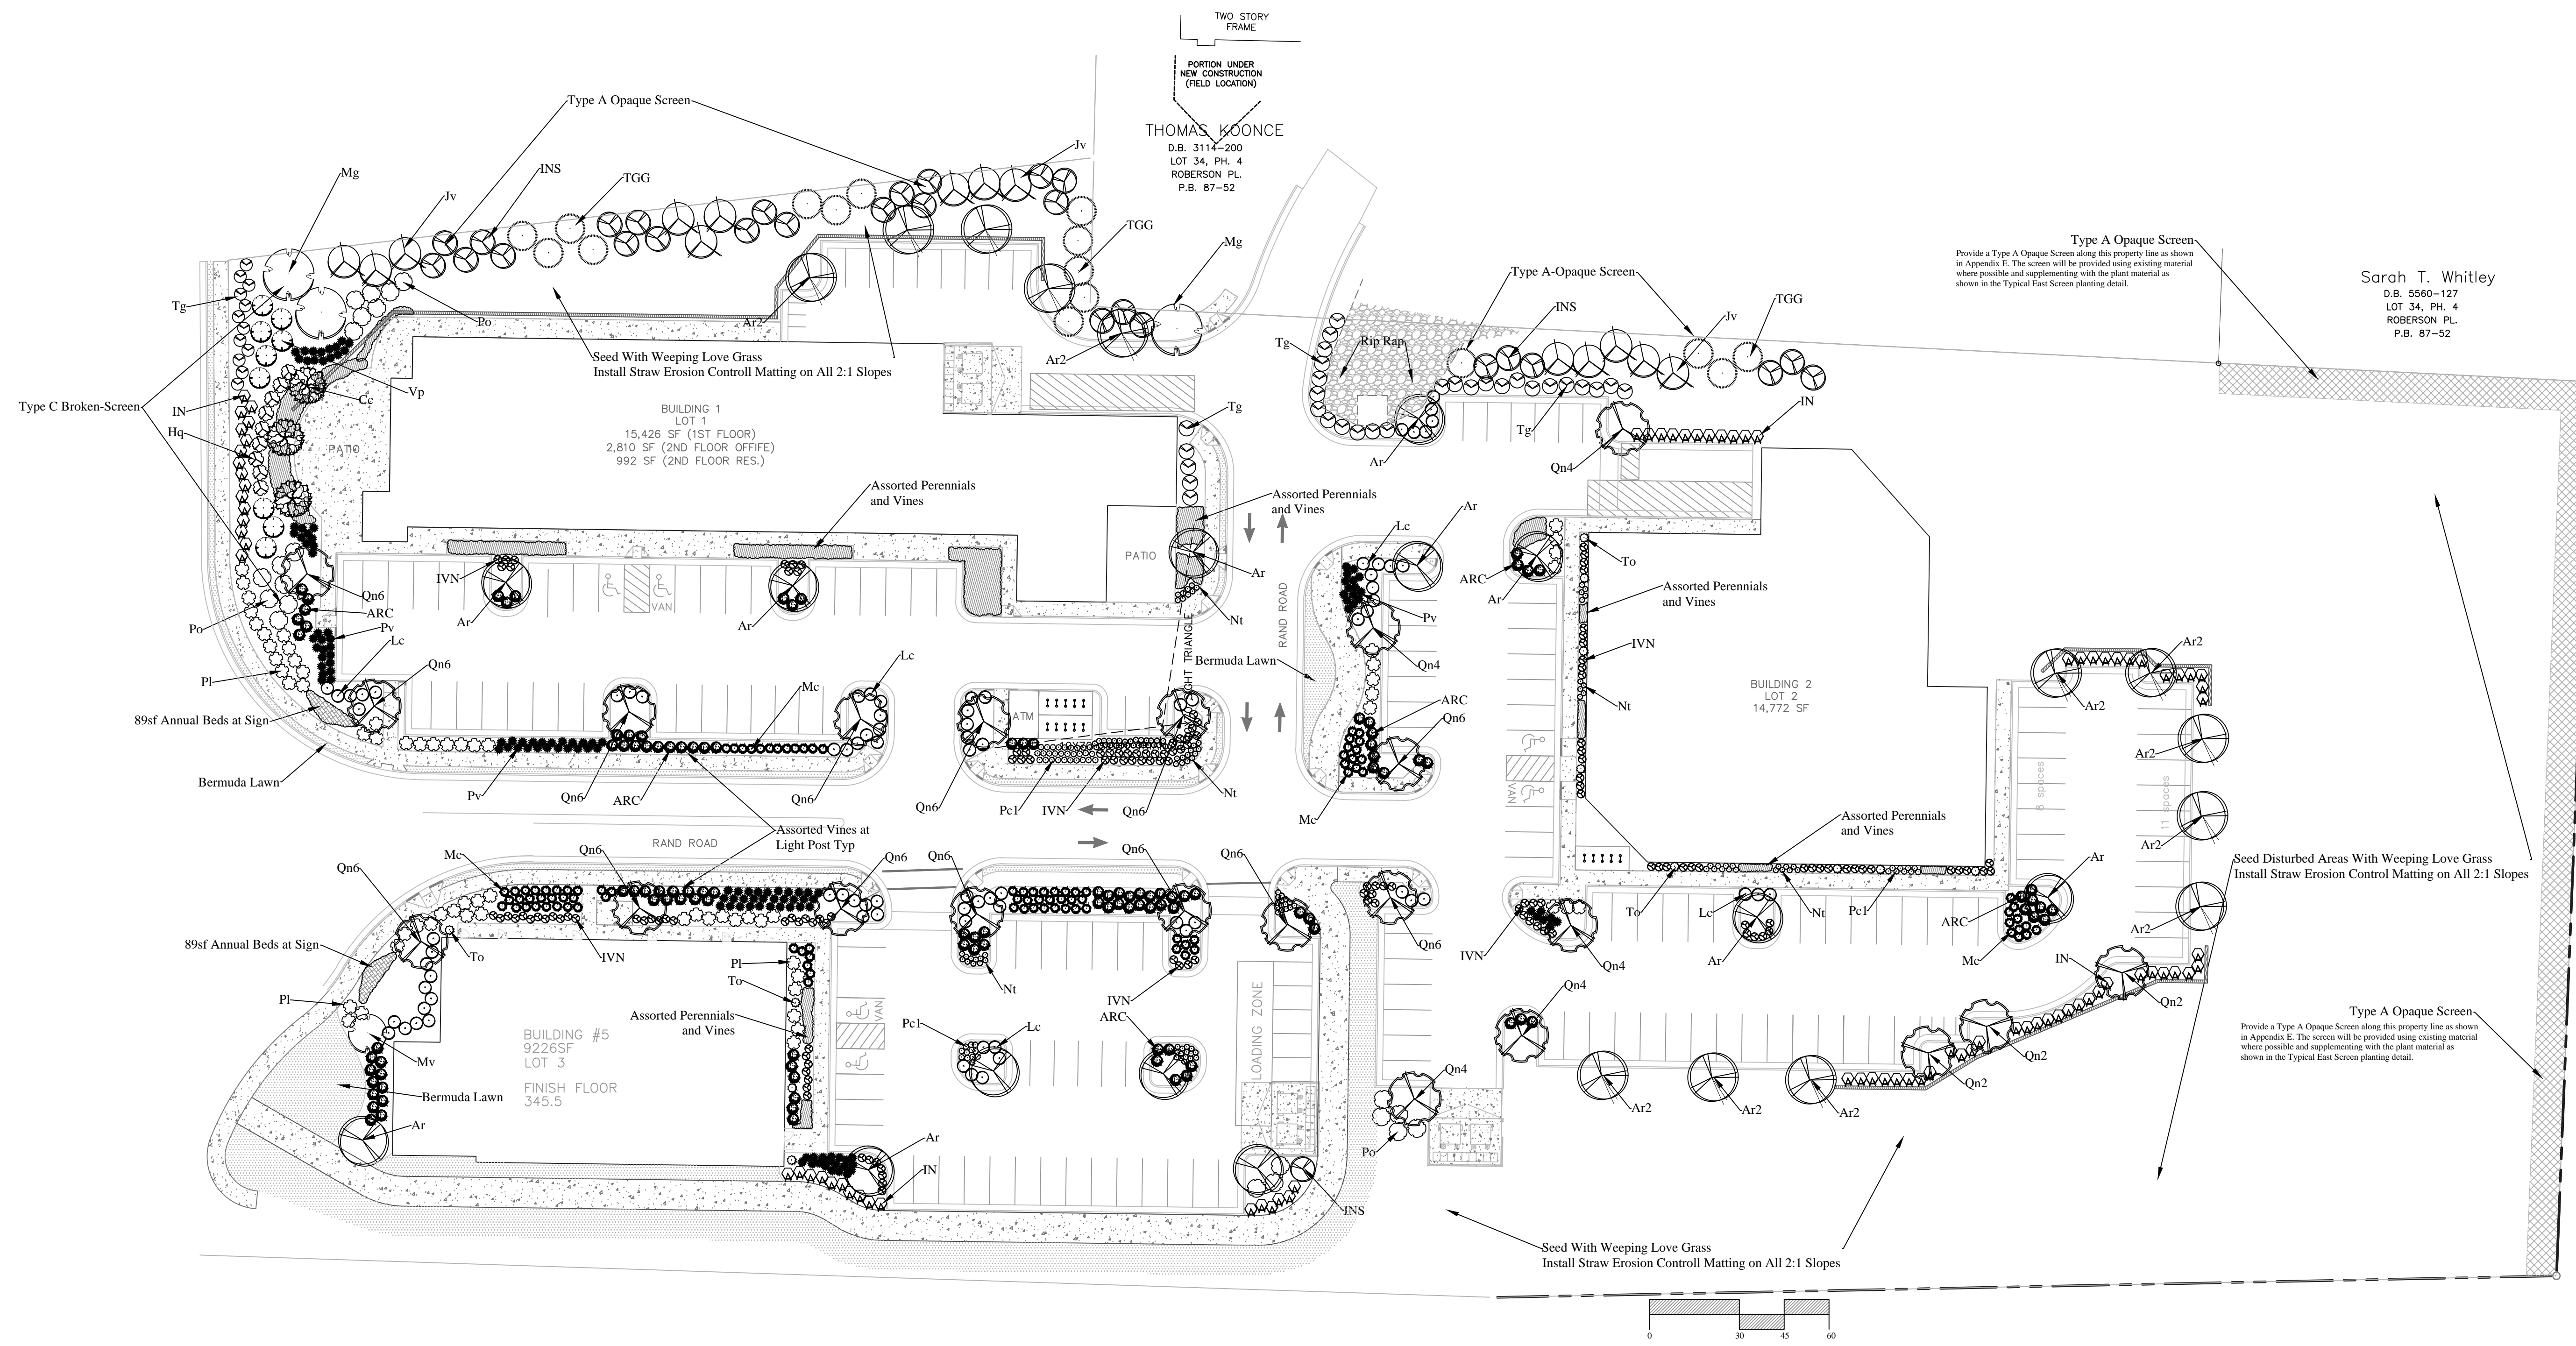 TWO STORY
FRAME
PORTION UNDER
NEW CONSTRUCTION
(FIELD LOCATION)
THOMAS KOONCE
D.B. 3114-200
LOT 34, PH. 4
ROBERSON PL.
P.B. 87-52
Type A Opaque Screen
Jv
INS
TGG
Mg
Jv
TGG
Mg
Type A Opaque Screen
Provide a Type A Opaque Screen along this property line as shown
in Appendix E. The screen will be provided using existing material
where possible and supplementing with the plant material as
shown in the Typical East Screen planting detail.
Sarah T. Whitley
D.B. 5560-127
LOT 34, PH. 4
ROBERSON PL.
P.B. 87-52
Type A-Opaque Screen
INS
TGG
Jv
Tg
Po
Ar2
Ar2
Tg
Rip Rap
Seed With Weeping Love Grass
Install Straw Erosion Controll Matting on All 2:1 Slopes
Type C Broken-Screen
IN
Hq
Cc
Vp
PATIO
BUILDING 1
LOT 1
15,426 SF (1ST FLOOR)
2,810 SF (2ND FLOOR OFFIFE)
992 SF (2ND FLOOR RES.)
Tg
Tg
IN
Ar
Qn4
Assorted Perennials
and Vines
Assorted Perennials
and Vines
Lc
Ar
PATIO
Ar
IVN
VAN
Ar
Ar
Qn6
ARC
Po
Pv
Lc
Qn6
Pl
89sf Annual Beds at Sign
Bermuda Lawn
Nt
RAND ROAD
Pv
Qn4
Bermuda Lawn
ARC
Qn6
ARC
Ar
To
Assorted Perennials
and Vines
IVN
Nt
BUILDING 2
LOT 2
14,772 SF
VAN
Lc
Mc
ATM
SIGHT TRIANGLE
Pv
Qn6
ARC
Qn6
Qn6
Pc1
IVN
Qn6
Nt
Mc
Ar2
Ar2
Ar2
Ar2
Ar2
8 spaces
11 spaces
Assorted Perennials
and Vines
Assorted Vines at
Light Post Typ
RAND ROAD
Mc
Qn6
Qn6
Qn6
Qn6
Qn6
Qn6
Ar
Seed Disturbed Areas With Weeping Love Grass
Install Straw Erosion Control Matting on All 2:1 Slopes
To
Lc
Nt
Pc1
ARC
Mc
Ar
IVN
Qn4
Qn6
IN
Qn2
89sf Annual Beds at Sign
To
IVN
Pl
To
Assorted Perennials
and Vines
VAN
Nt
IVN
ARC
Pc1
Lc
LOADING ZONE
Pl
Mv
Bermuda Lawn
Ar
BUILDING #5
9226SF
LOT 3
FINISH FLOOR
345.5
Qn4
Qn4
Qn2
Qn2
Ar2
Ar2
Ar2
Po
Ar
IN
INS
Type A Opaque Screen
Provide a Type A Opaque Screen along this property line as shown
in Appendix E. The screen will be provided using existing material
where possible and supplementing with the plant material as
shown in the Typical East Screen planting detail.
Seed With Weeping Love Grass
Install Straw Erosion Controll Matting on All 2:1 Slopes
0 30 45 60